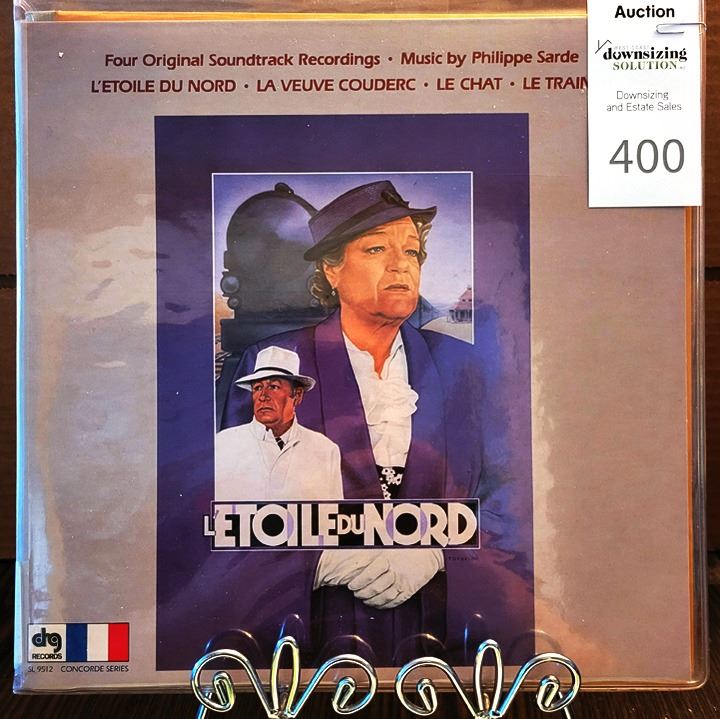 Auction
downsizing
SOLUTION
Downsizing
and Estate Sales
400
Four Original Soundtrack Recordings • Music by Philippe Sarde
L'ETOILE DU NORD • LA VEUVE COUDERC • LE CHAT • LE TRAIN
L'ETOILE DU NORD
drg
RECORDS
SL 9512 CONCORDE SERIES